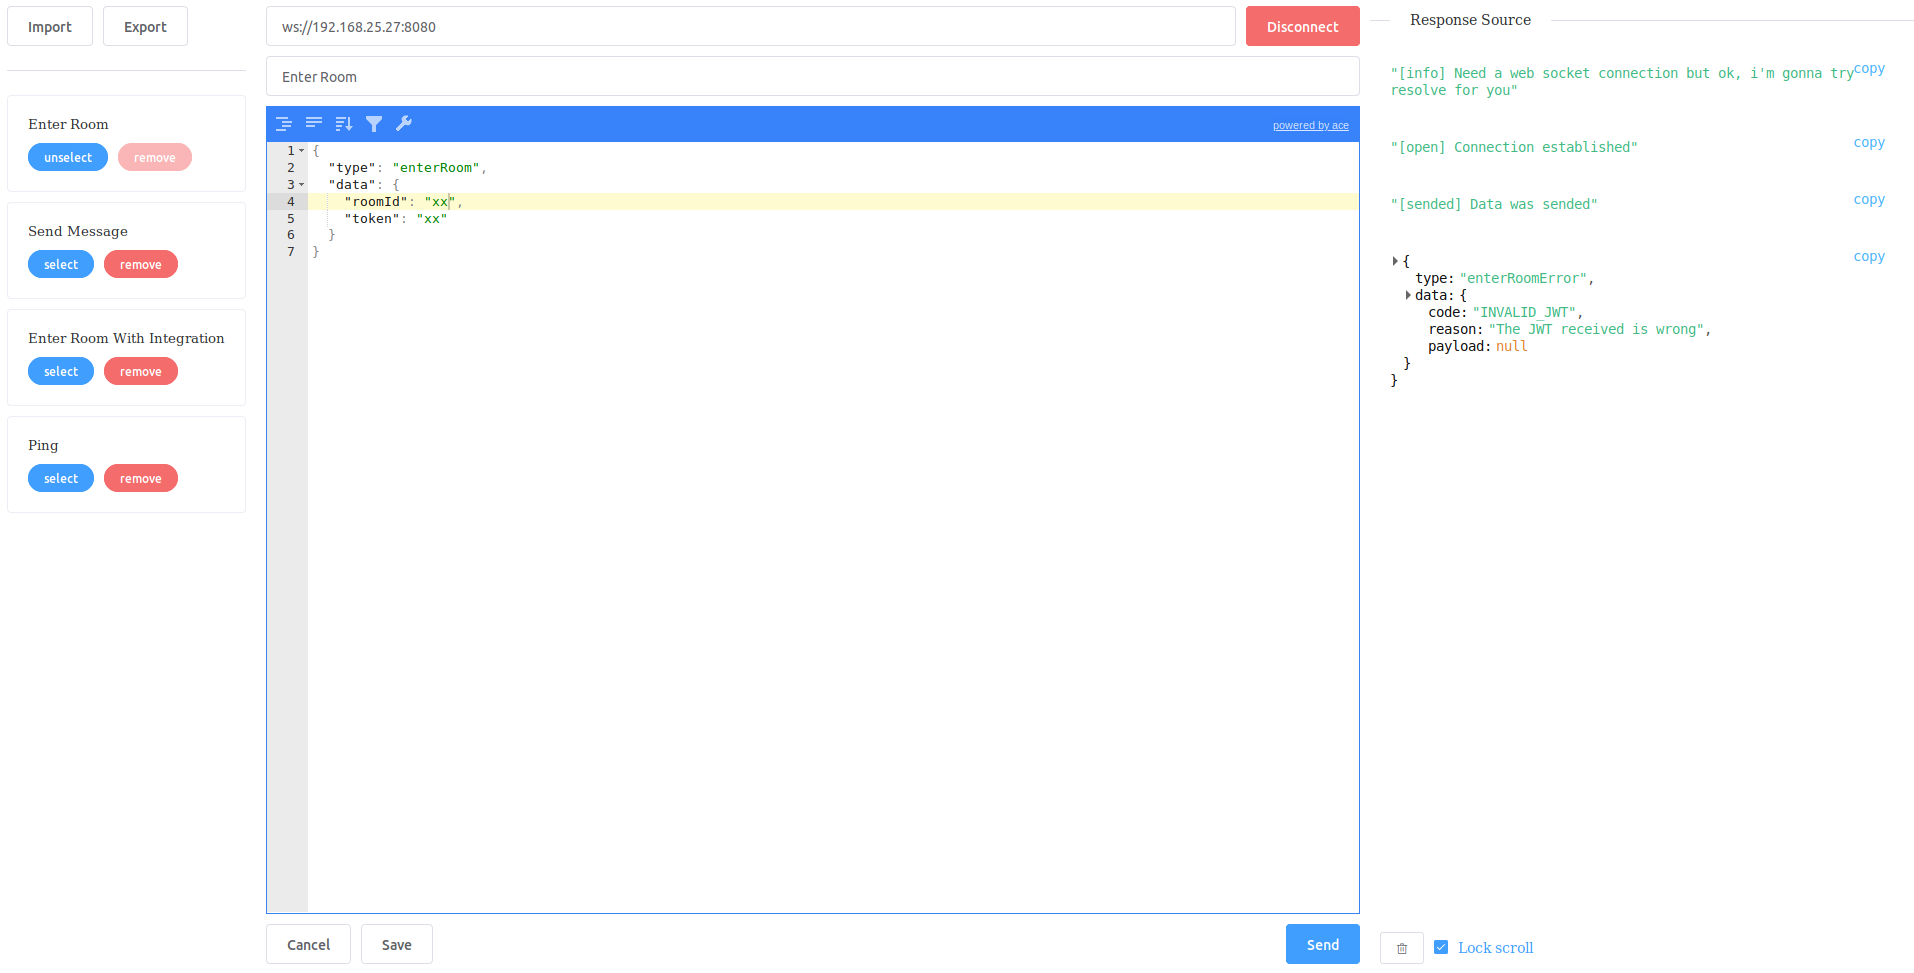 Import
Export
Enter Room
unselect
remove
Send Message
select
remove
Enter Room With Integration
select
remove
Ping
select
remove
ws://192.168.25.27:8080
Disconnect
Enter Room
powered by ace
1 {
2 "type": "enterRoom",
3 "data": {
4 "roomId": "xx",
5 "token": "xx"
6 }
7 }
Cancel
Save
Send
Response Source
"[info] Need a web socket connection but ok, i'm gonna try
resolve for you"
copy
"[open] Connection established"
copy
"[sended] Data was sended"
copy
{
copy
type: "enterRoomError",
data: {
code: "INVALID_JWT",
reason: "The JWT received is wrong",
payload: null
}
}
Lock scroll